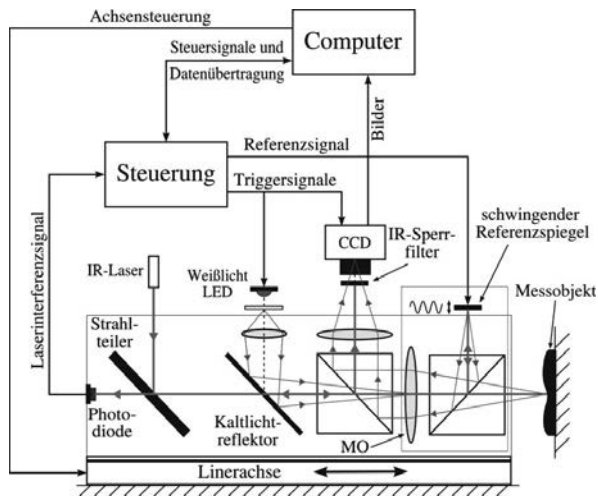 Achsensteuerung
Computer
Steuersignale und
Datenübertragung
Bilder
Referenzsignal
Steuerung
Triggersignale
schwingender
Referenzspiegel
CCD
IR-Sperr-
filter
Messobjekt
Laserinterferenzsignal
IR-Laser
Weißlicht
LED
Strahl-
teiler
Photo-
diode
Kaltlicht-
reflektor
MO
Linerachse